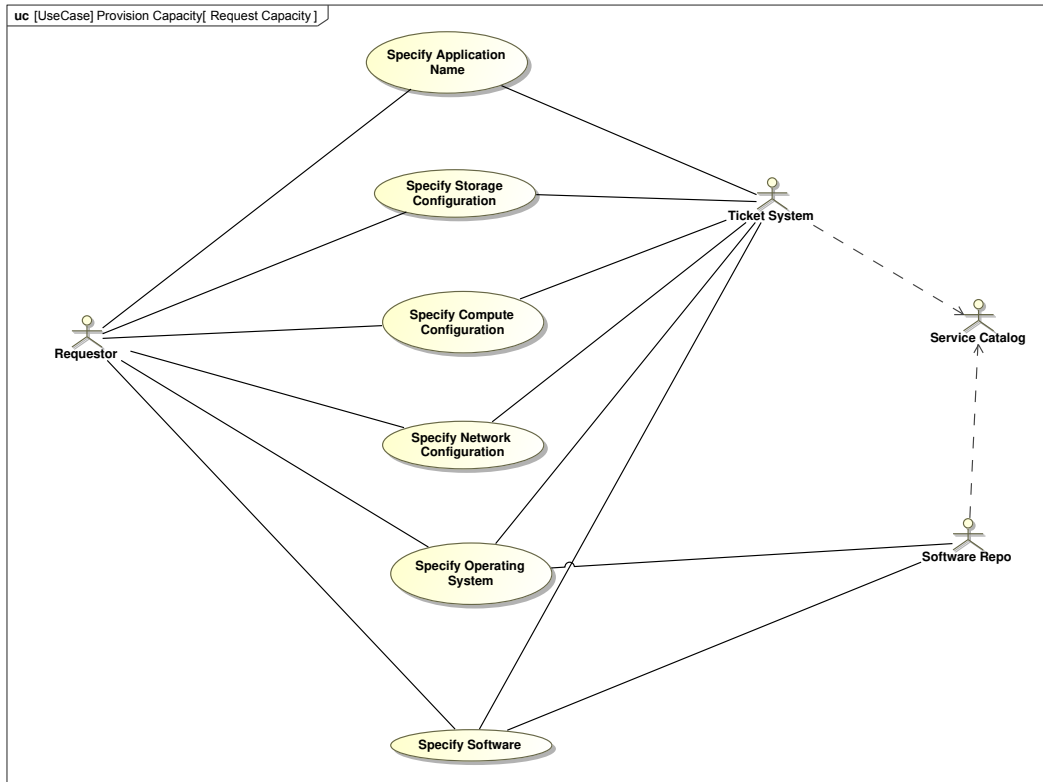 uc [UseCase] Provision Capacity[ Request Capacity ]
Specify Application
Name
Specify Storage
Configuration
Ticket System
Specify Compute
Configuration
Service Catalog
Requestor
Specify Network
Configuration
Specify Operating
System
Software Repo
Specify Software